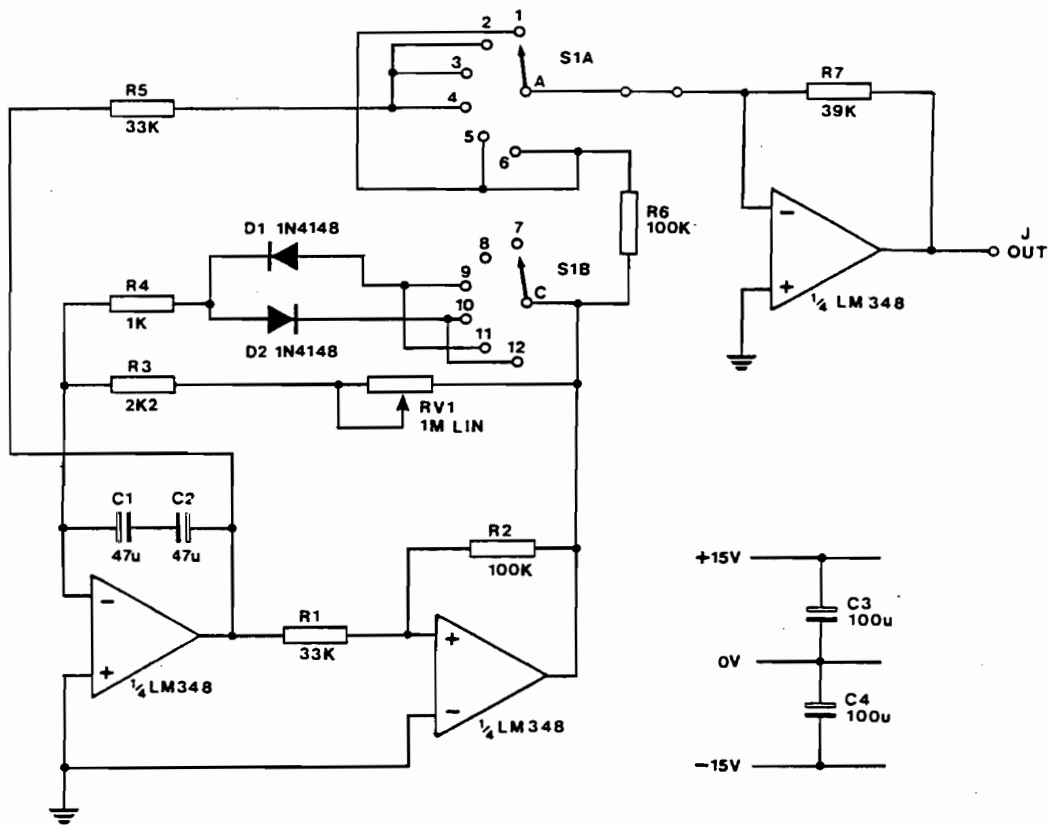 1
2
S1A
3
A
R5
4
R7
33K
39K
5
6
R6
100K
−
J
OUT
+
¼ LM348
D1 1N4148
7
8
S1B
R4
9
C
1K
10
11
D2 1N4148
12
R3
2K2
RV1
1M LIN
C1
C2
47u
47u
R2
100K
+15V
−
R1
33K
+
C3
100u
+
¼ LM348
0V
−
¼ LM348
C4
100u
−15V